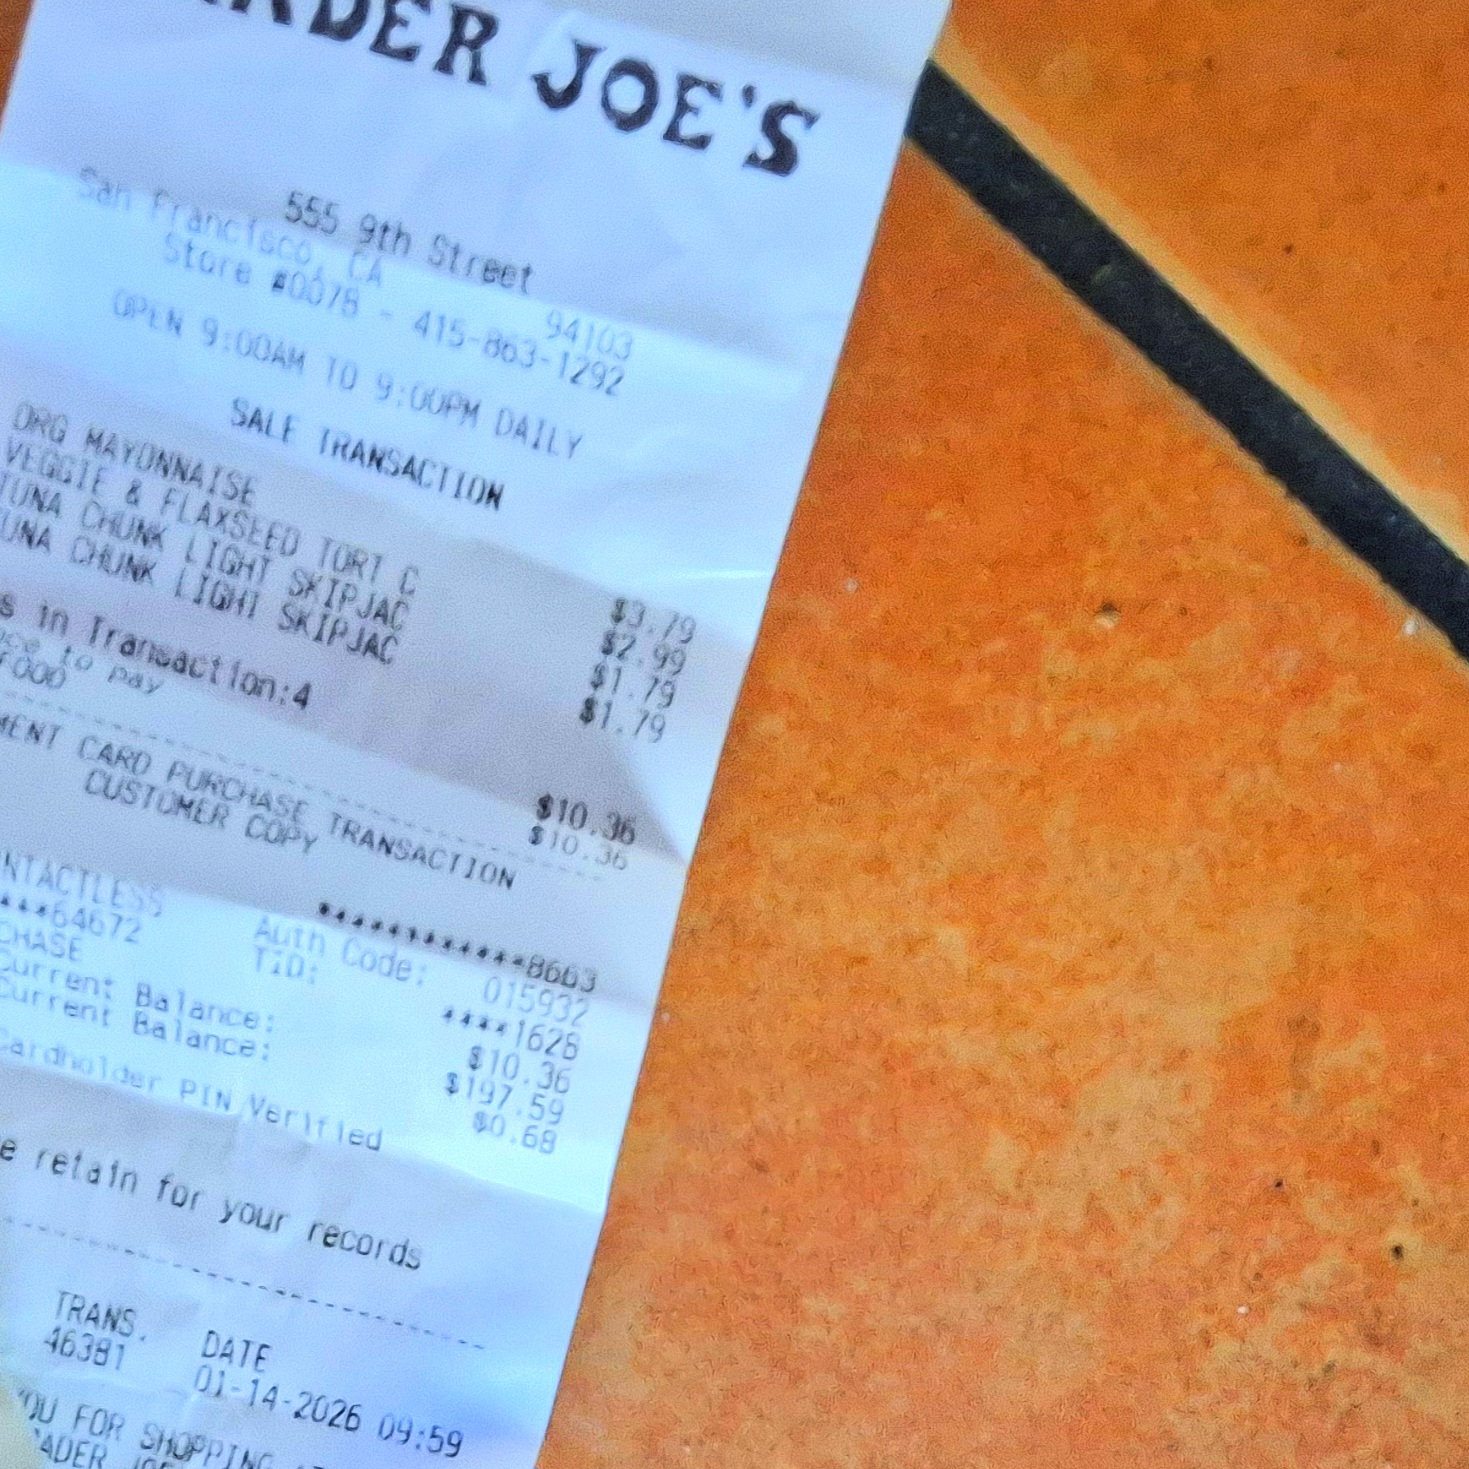 ADER JOE'S
555 9th Street
San Francisco, CA 94103
Store #0078 - 415-863-1292
OPEN 9:00AM TO 9:00PM DAILY
SALE TRANSACTION
ORG MAYONNAISE $3.79
VEGGIE & FLAXSEED TORT C $2.99
TUNA CHUNK LIGHT SKIPJAC $1.79
UNA CHUNK LIGHT SKIPJAC $1.79
s in Transaction:4
ce to pay $10.36
FOOD $10.36
MENT CARD PURCHASE TRANSACTION
CUSTOMER COPY
************8663
NTACTLESS Auth Code: 015932
***64672 TID: ****1628
CHASE $10.36
Current Balance: $197.59
Current Balance: $0.68
Cardholder PIN Verified
e retain for your records
TRANS. DATE
46381 01-14-2026 09:59
OU FOR SHOPPING
ADER